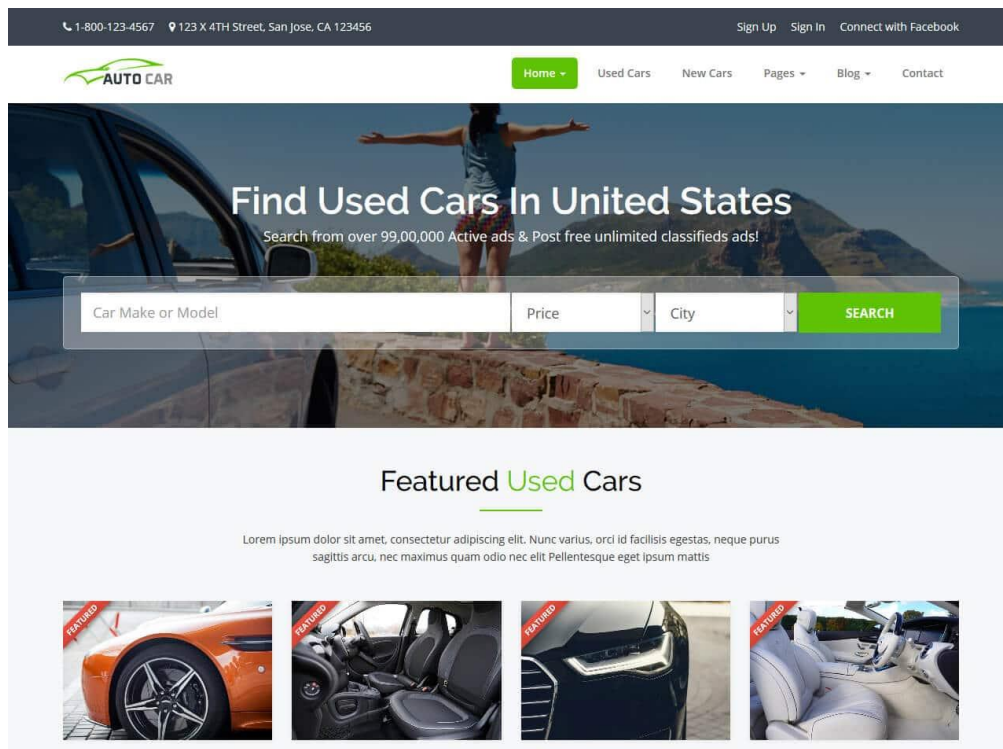 1-800-123-4567 123 X 4TH Street, San Jose, CA 123456 Sign Up Sign In Connect with Facebook
AUTO CAR Home Used Cars New Cars Pages Blog Contact
Find Used Cars In United States
Search from over 99,00,000 Active ads & Post free unlimited classifieds ads!
Car Make or Model Price City SEARCH
Featured Used Cars
Lorem ipsum dolor sit amet, consectetur adipiscing elit. Nunc varius, orci id facilisis egestas, neque purus
sagittis arcu, nec maximus quam odio nec elit Pellentesque eget ipsum mattis
FEATURED FEATURED FEATURED FEATURED